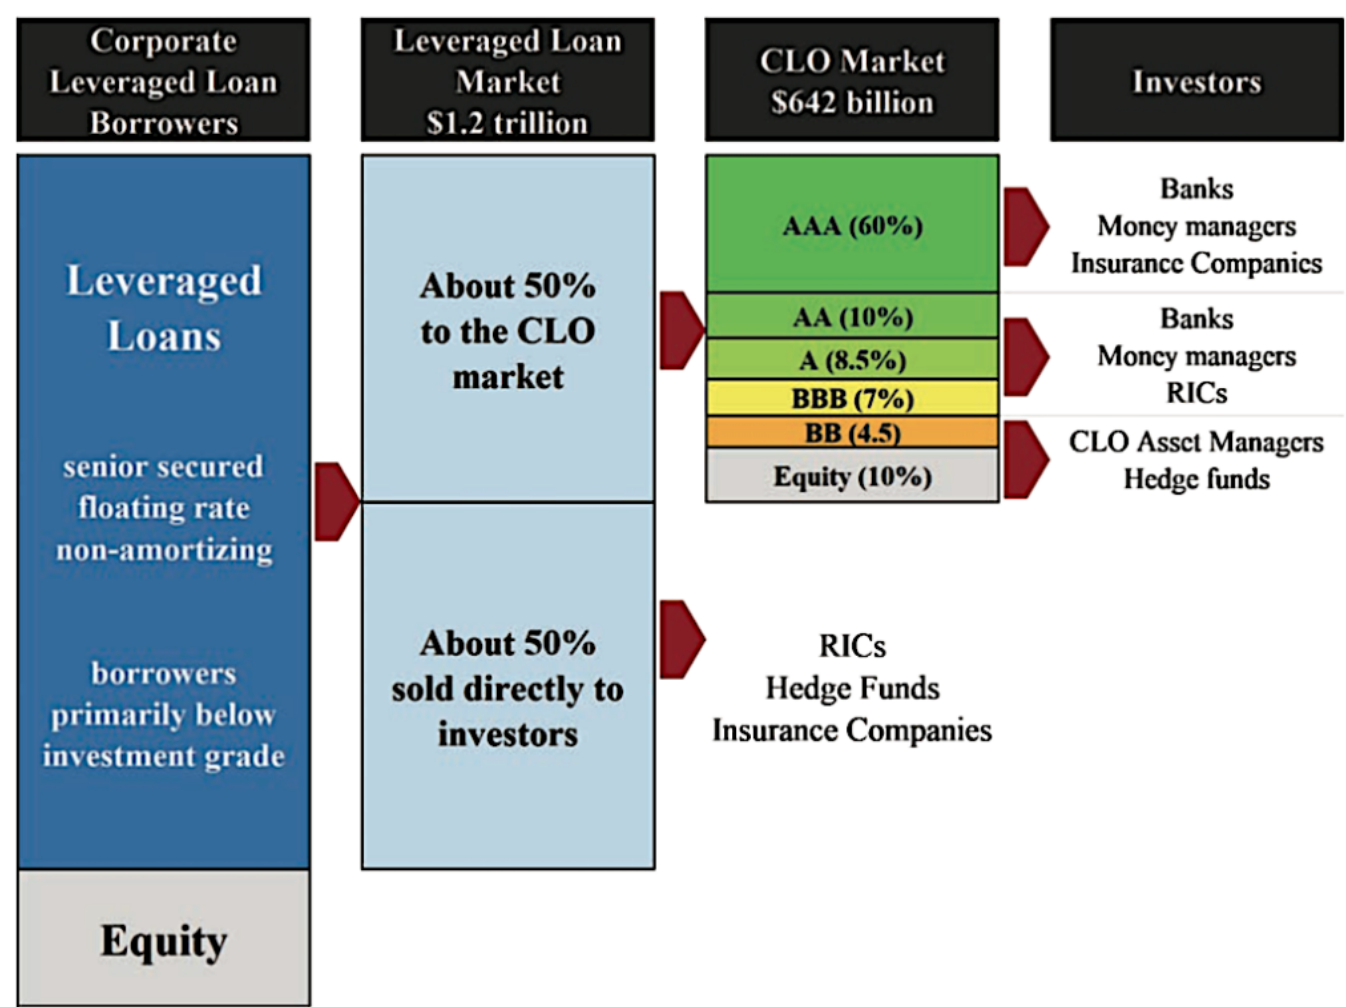 Corporate
Leveraged Loan
Borrowers
Leveraged Loan
Market
$1.2 trillion
CLO Market
$642 billion
Investors
Leveraged
Loans
senior secured
floating rate
non-amortizing
borrowers
primarily below
investment grade
Equity
About 50%
to the CLO
market
About 50%
sold directly to
investors
AAA (60%)
AA (10%)
A (8.5%)
BBB (7%)
BB (4.5)
Equity (10%)
RICs
Hedge Funds
Insurance Companies
Banks
Money managers
Insurance Companies
Banks
Money managers
RICs
CLO Asset Managers
Hedge funds